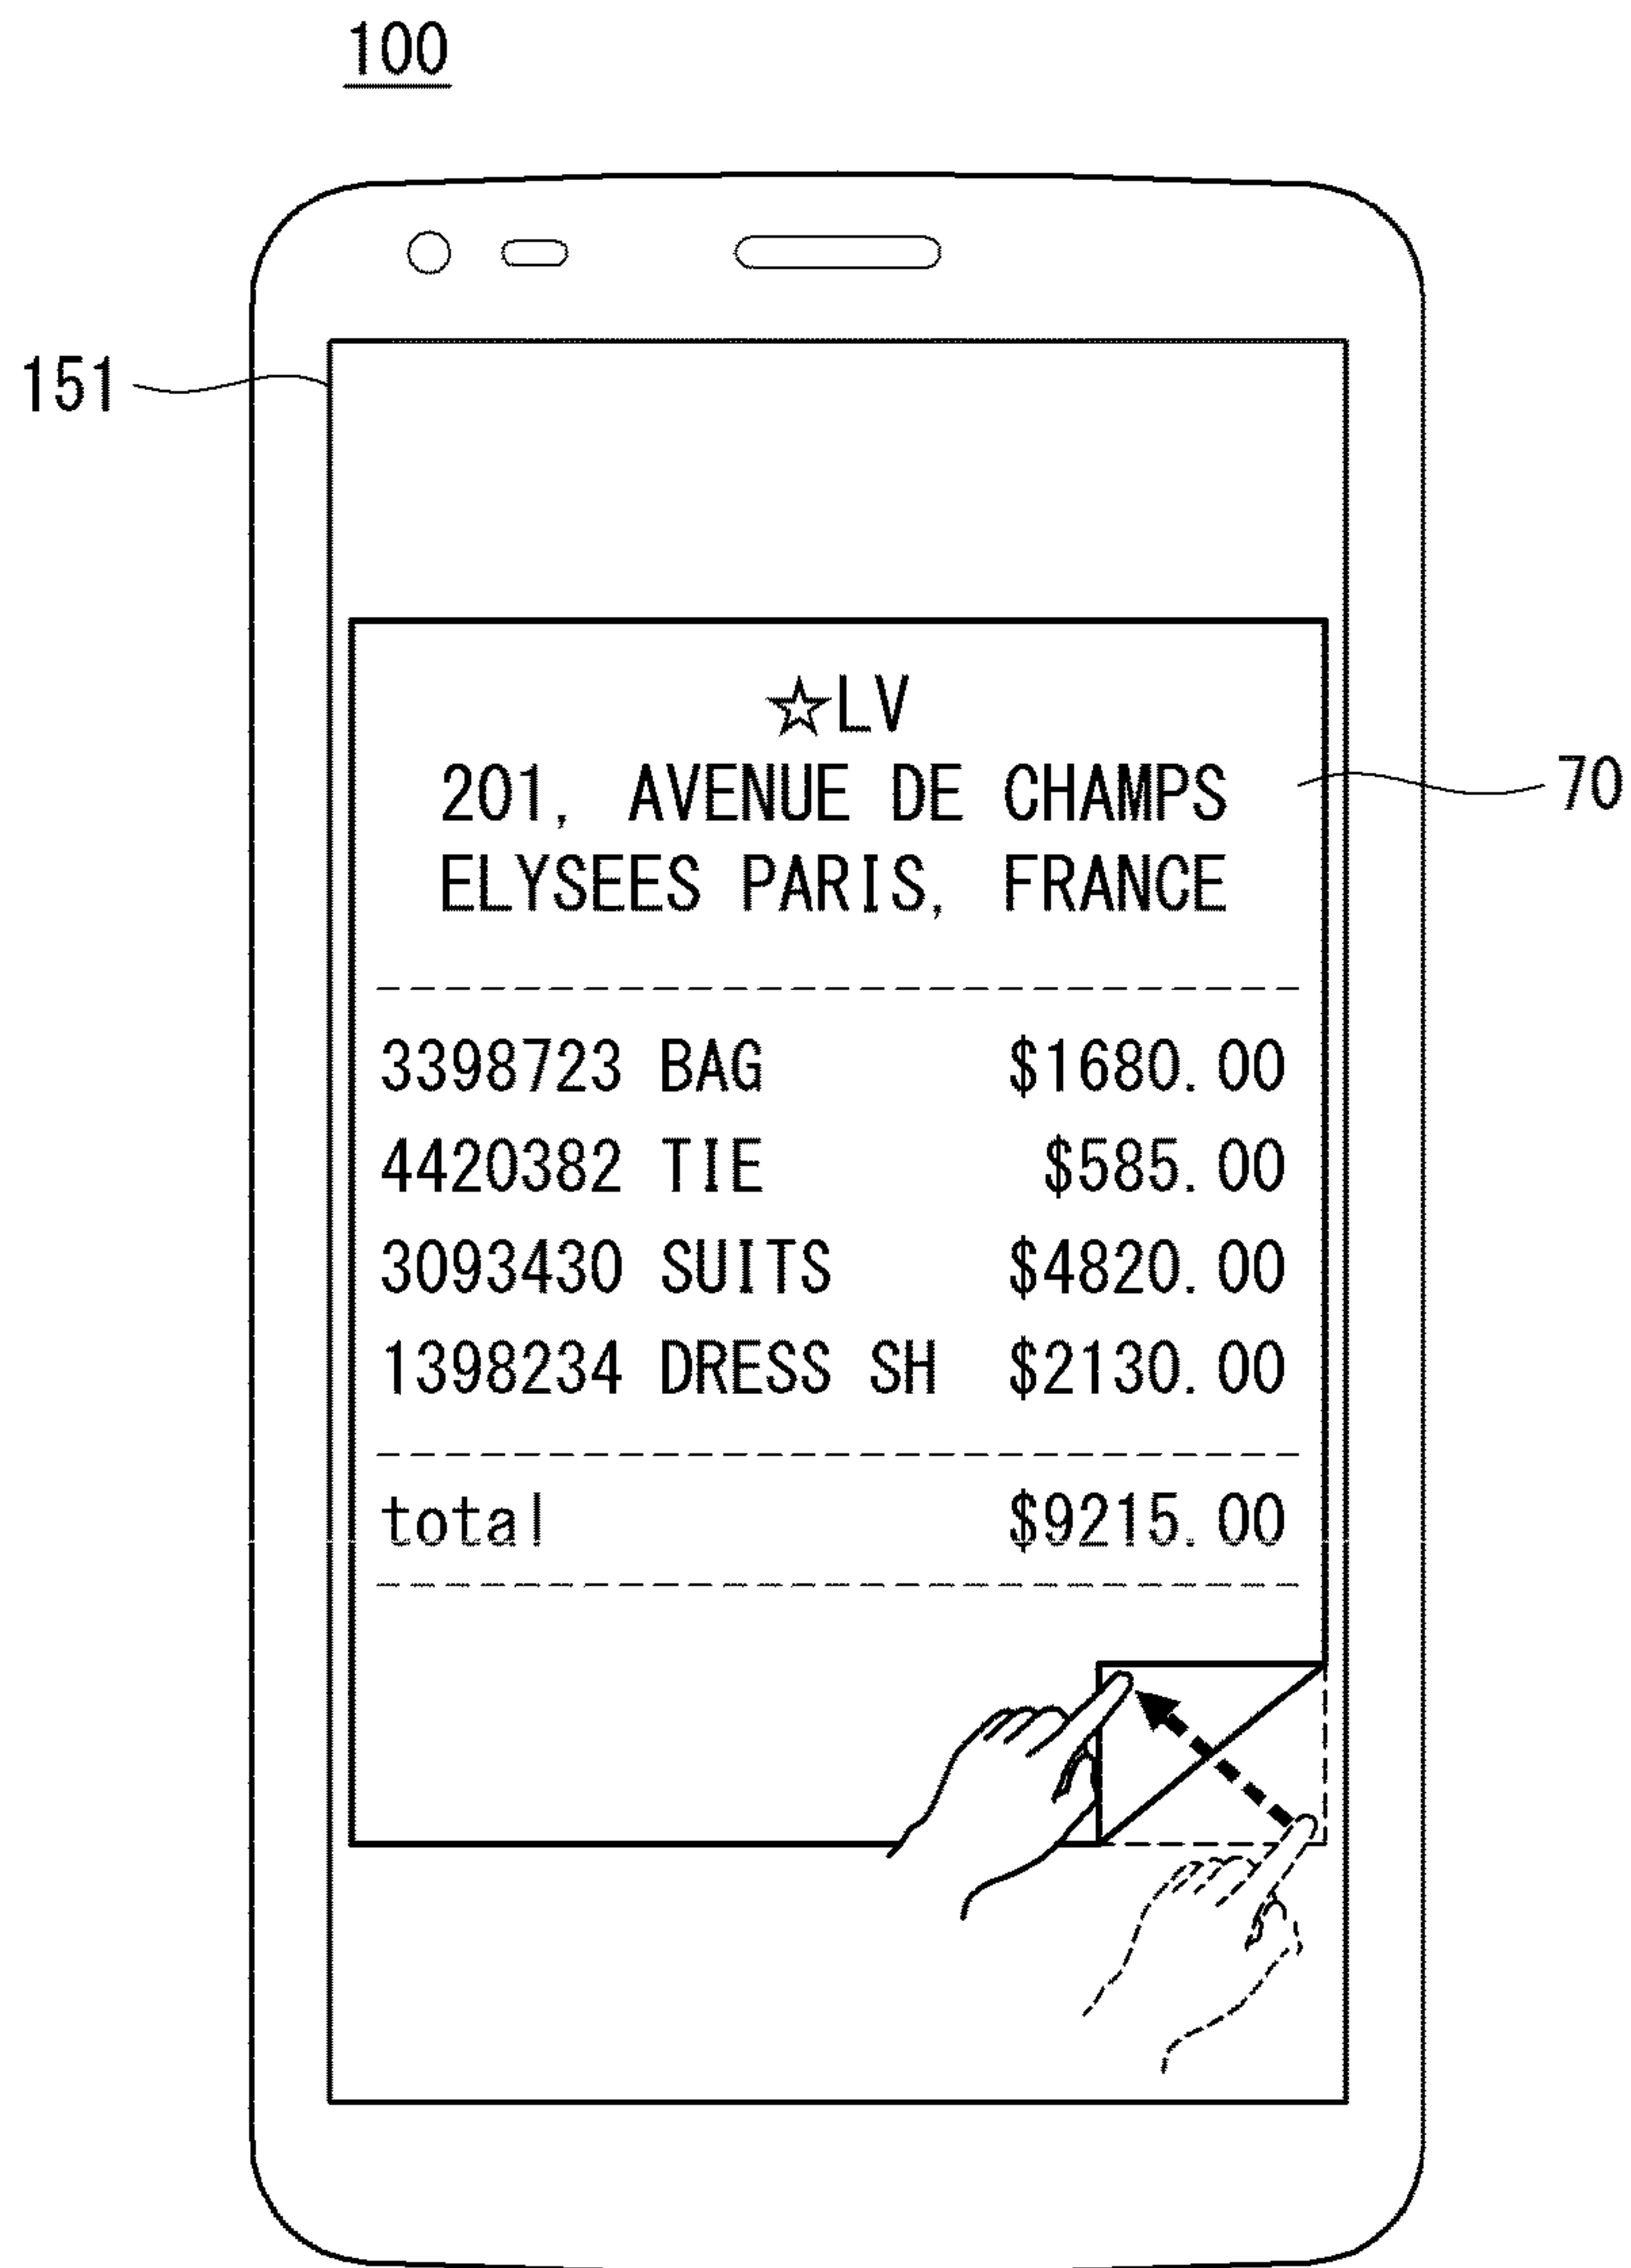 100
151
☆LV
201, AVENUE DE CHAMPS
70
ELYSEES PARIS, FRANCE
3398723 BAG $1680.00
4420382 TIE $585.00
3093430 SUITS $4820.00
1398234 DRESS SH $2130.00
total $9215.00